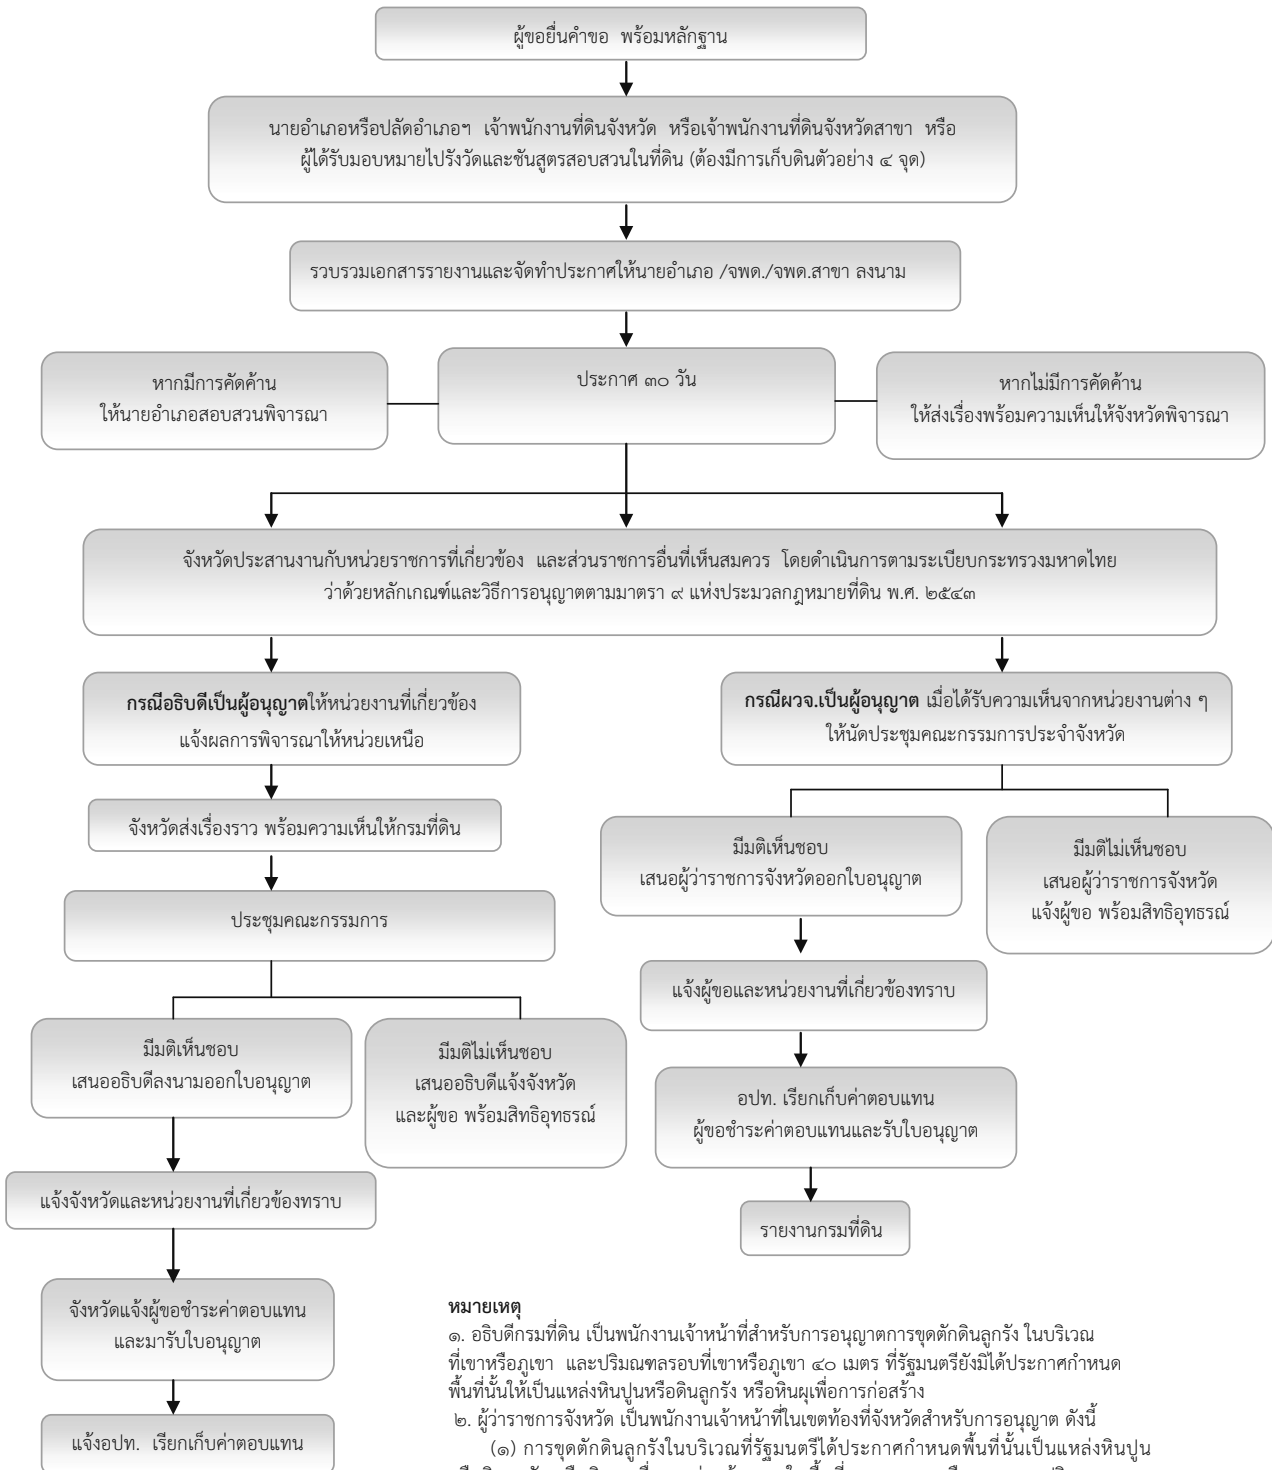 ผู้ขอยื่นคำขอ พร้อมหลักฐาน
นายอำเภอหรือปลัดอำเภอฯ เจ้าพนักงานที่ดินจังหวัด หรือเจ้าพนักงานที่ดินจังหวัดสาขา หรือ
ผู้ได้รับมอบหมายไปรังวัดและชันสูตรสอบสวนในที่ดิน (ต้องมีการเก็บดินตัวอย่าง ๔ จุด)
รวบรวมเอกสารรายงานและจัดทำประกาศให้นายอำเภอ /จพด./จพด.สาขา ลงนาม
หากมีการคัดค้าน
ให้นายอำเภอสอบสวนพิจารณา
ประกาศ ๓๐ วัน
หากไม่มีการคัดค้าน
ให้ส่งเรื่องพร้อมความเห็นให้จังหวัดพิจารณา
จังหวัดประสานงานกับหน่วยราชการที่เกี่ยวข้อง และส่วนราชการอื่นที่เห็นสมควร โดยดำเนินการตามระเบียบกระทรวงมหาดไทย
ว่าด้วยหลักเกณฑ์และวิธีการอนุญาตตามมาตรา ๙ แห่งประมวลกฎหมายที่ดิน พ.ศ. ๒๕๔๓
กรณีอธิบดีเป็นผู้อนุญาตให้หน่วยงานที่เกี่ยวข้อง
แจ้งผลการพิจารณาให้หน่วยเหนือ
จังหวัดส่งเรื่องราว พร้อมความเห็นให้กรมที่ดิน
ประชุมคณะกรรมการ
มีมติเห็นชอบ
เสนออธิบดีลงนามออกใบอนุญาต
มีมติไม่เห็นชอบ
เสนออธิบดีแจ้งจังหวัด
และผู้ขอ พร้อมสิทธิอุทธรณ์
แจ้งจังหวัดและหน่วยงานที่เกี่ยวข้องทราบ
จังหวัดแจ้งผู้ขอชำระค่าตอบแทน
และมารับใบอนุญาต
แจ้งอปท. เรียกเก็บค่าตอบแทน
กรณีผวจ.เป็นผู้อนุญาต เมื่อได้รับความเห็นจากหน่วยงานต่าง ๆ
ให้นัดประชุมคณะกรรมการประจำจังหวัด
มีมติเห็นชอบ
เสนอผู้ว่าราชการจังหวัดออกใบอนุญาต
มีมติไม่เห็นชอบ
เสนอผู้ว่าราชการจังหวัด
แจ้งผู้ขอ พร้อมสิทธิอุทธรณ์
แจ้งผู้ขอและหน่วยงานที่เกี่ยวข้องทราบ
อปท. เรียกเก็บค่าตอบแทน
ผู้ขอชำระค่าตอบแทนและรับใบอนุญาต
รายงานกรมที่ดิน
หมายเหตุ
๑. อธิบดีกรมที่ดิน เป็นพนักงานเจ้าหน้าที่สำหรับการอนุญาตการขุดตักดินลูกรัง ในบริเวณ
ที่เขาหรือภูเขา และปริมณฑลรอบที่เขาหรือภูเขา ๔๐ เมตร ที่รัฐมนตรียังมิได้ประกาศกำหนด
พื้นที่นั้นให้เป็นแหล่งหินปูนหรือดินลูกรัง หรือหินผุเพื่อการก่อสร้าง
๒. ผู้ว่าราชการจังหวัด เป็นพนักงานเจ้าหน้าที่ในเขตท้องที่จังหวัดสำหรับการอนุญาต ดังนี้
(๑) การขุดตักดินลูกรังในบริเวณที่รัฐมนตรีได้ประกาศกำหนดพื้นที่นั้นเป็นแหล่งหินปูน